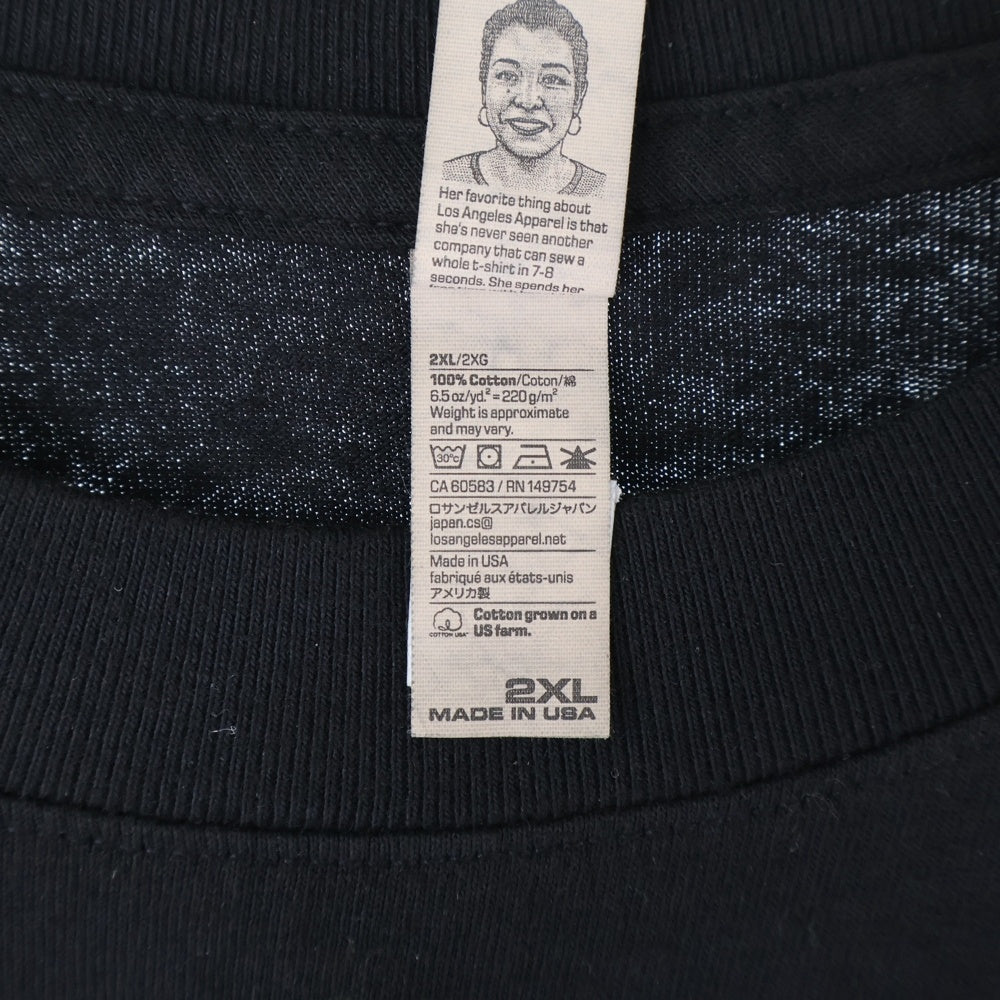 Her favorite thing about
Los Angeles Apparel is that
she's never seen another
company that can sew a
whole t-shirt in 7-8
seconds. She spends her
2XL/2XG
100% Cotton/Coton/綿
6.5 oz/yd.² = 220 g/m²
Weight is approximate
and may vary.
30°C
CA 60583 / RN 149754
ロサンゼルスアパレルジャパン
japan.cs@
losangelesapparel.net
Made in USA
fabriqué aux états-unis
アメリカ製
Cotton grown on a
COTTON USA US farm.
2XL
MADE IN USA